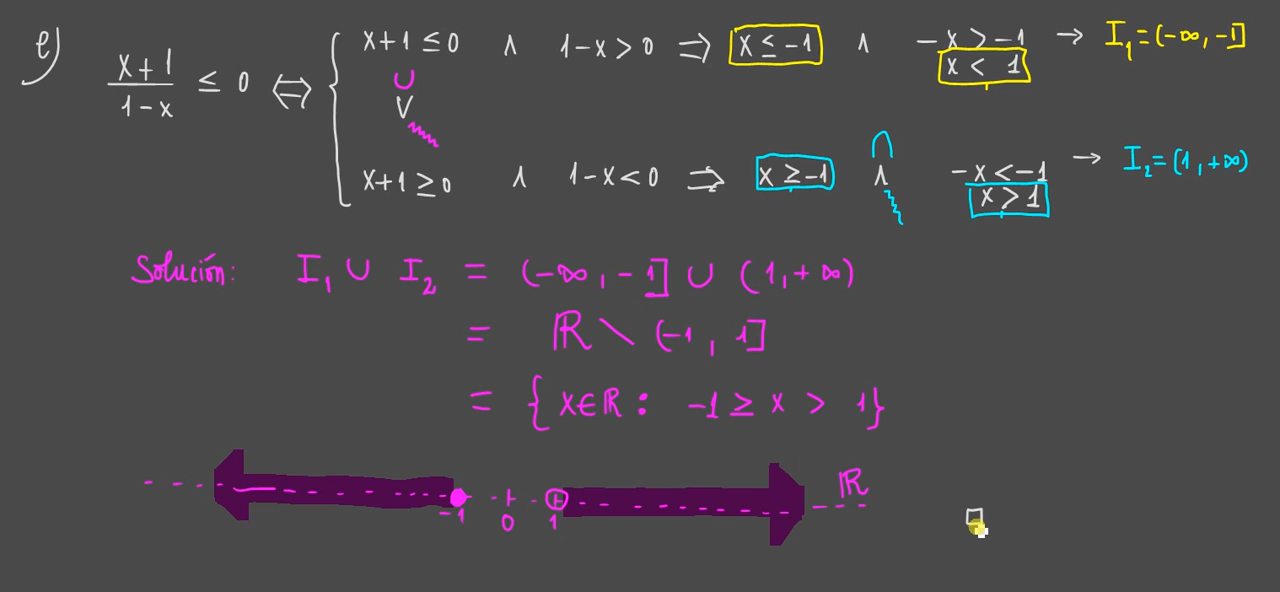 e)
x+1/1-x ≤ 0 ⇔ { x+1 ≤ 0 ∧ 1-x > 0 ⇒ x ≤ -1 ∧ -x > -1 → I₁ = (-∞, -1]
x < 1
∪
∨
x+1 ≥ 0 ∧ 1-x < 0 ⇒ x ≥ -1 ∧ -x < -1 → I₂ = (1, +∞)
∩
x > 1
Solución: I₁ ∪ I₂ = (-∞, -1] ∪ (1, +∞)
= ℝ \ (-1, 1]
= {x∈ℝ : -1 ≥ x > 1}
ℝ
-1 0 1